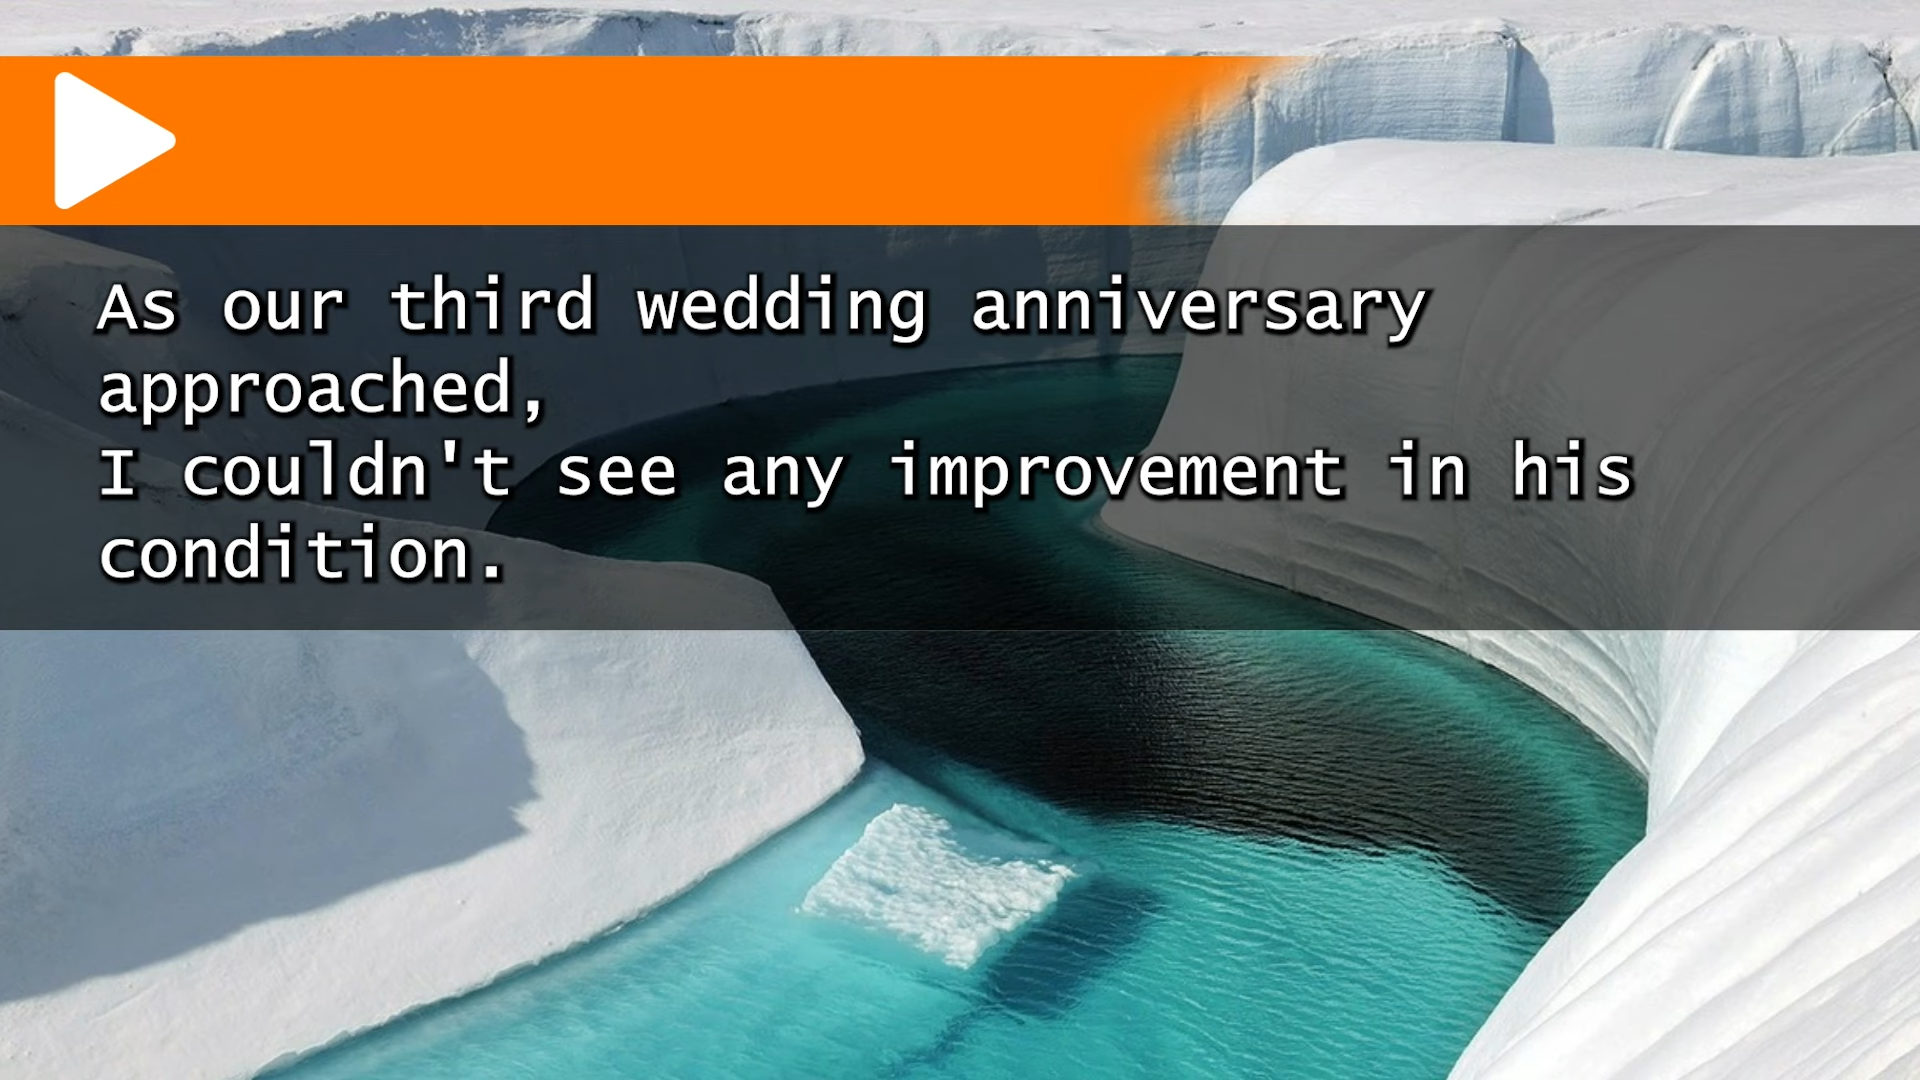 As our third wedding anniversary
approached,
I couldn't see any improvement in his
condition.